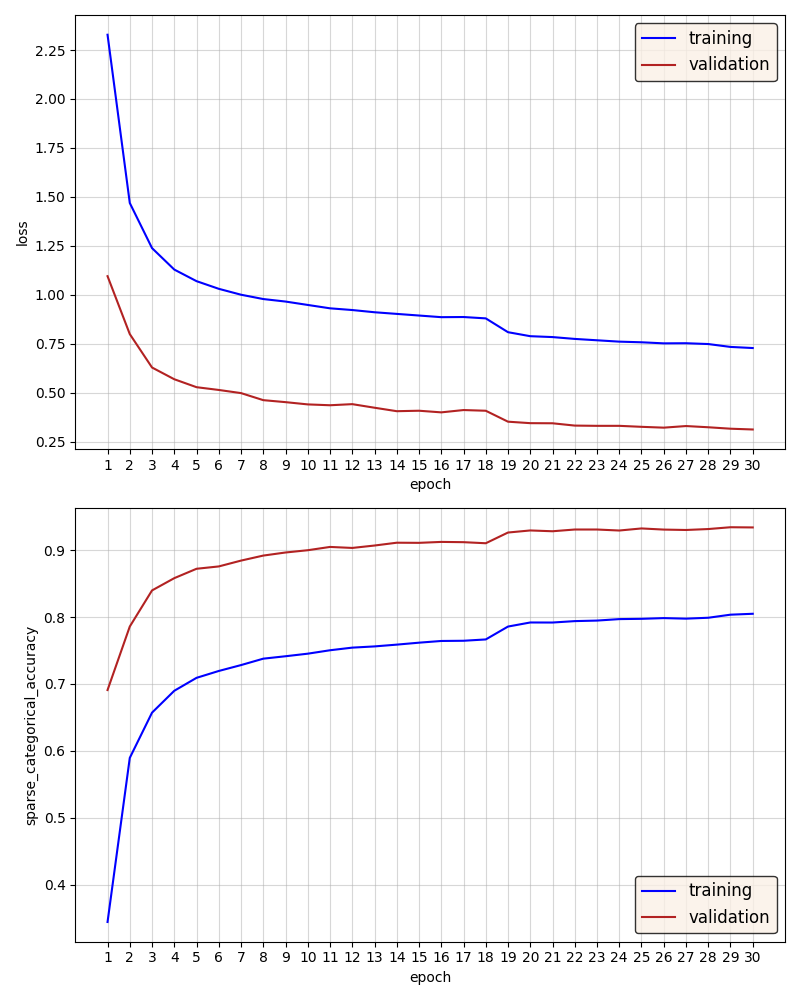 2.25
2.00
1.75
1.50
1.25
1.00
0.75
0.50
0.25
loss
training
validation
1 2 3 4 5 6 7 8 9 10 11 12 13 14 15 16 17 18 19 20 21 22 23 24 25 26 27 28 29 30
epoch
0.9
0.8
0.7
0.6
0.5
0.4
sparse_categorical_accuracy
training
validation
1 2 3 4 5 6 7 8 9 10 11 12 13 14 15 16 17 18 19 20 21 22 23 24 25 26 27 28 29 30
epoch